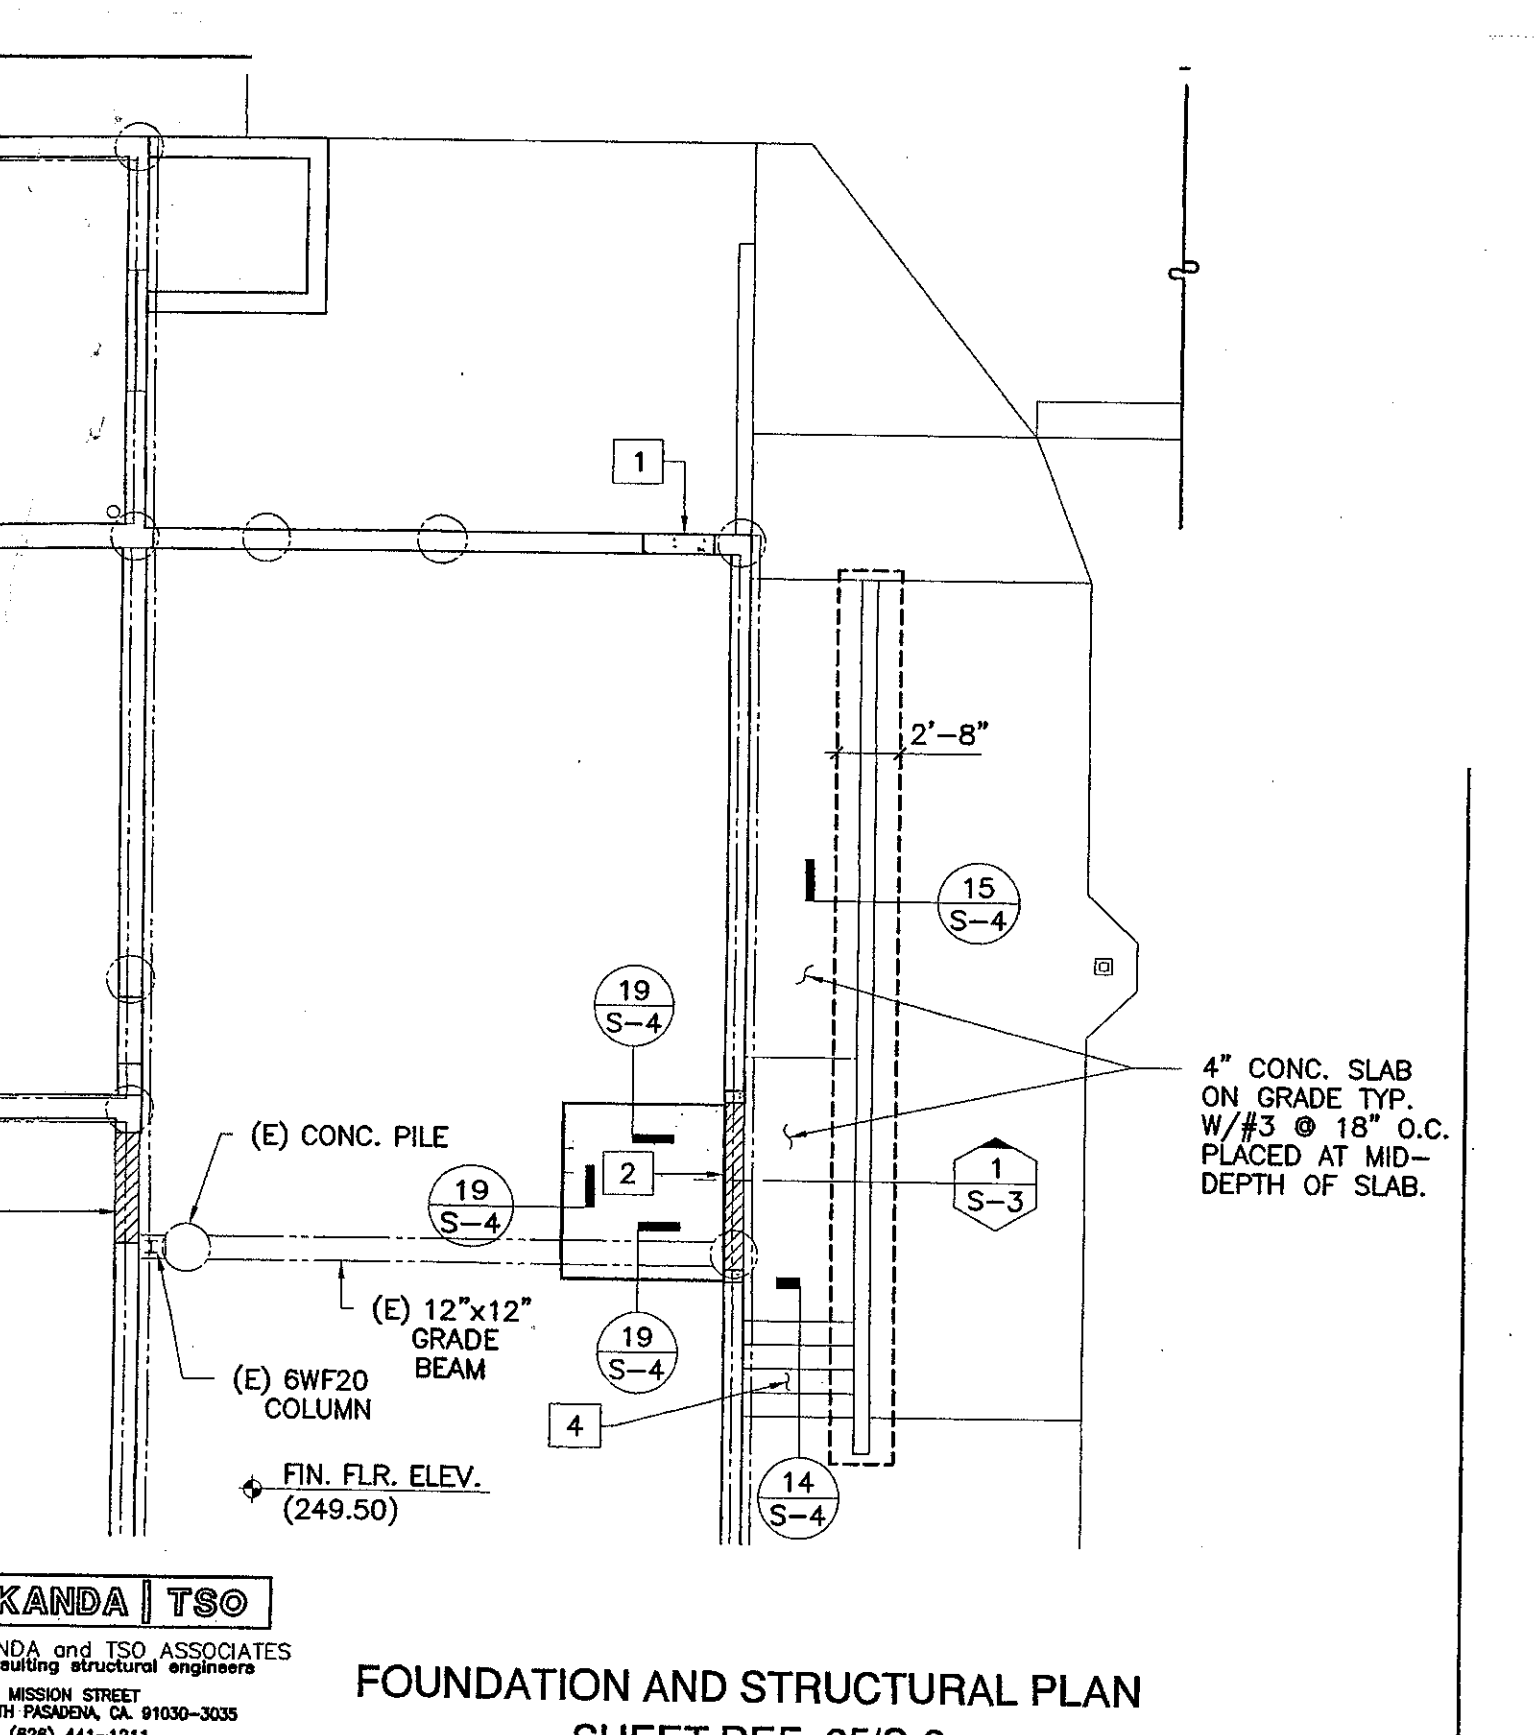 1
2'-8"
15
S-4
19
S-4
4" CONC. SLAB
ON GRADE TYP.
W/#3 @ 18" O.C.
PLACED AT MID-
DEPTH OF SLAB.
(E) CONC. PILE
2
1
S-3
19
S-4
(E) 12"x12"
GRADE
BEAM
19
S-4
(E) 6WF20
COLUMN
4
FIN. FLR. ELEV.
(249.50)
14
S-4
KANDA | TSO
NDA and TSO ASSOCIATES
sulting structural engineers
MISSION STREET
TH PASADENA, CA. 91030-3035
FOUNDATION AND STRUCTURAL PLAN